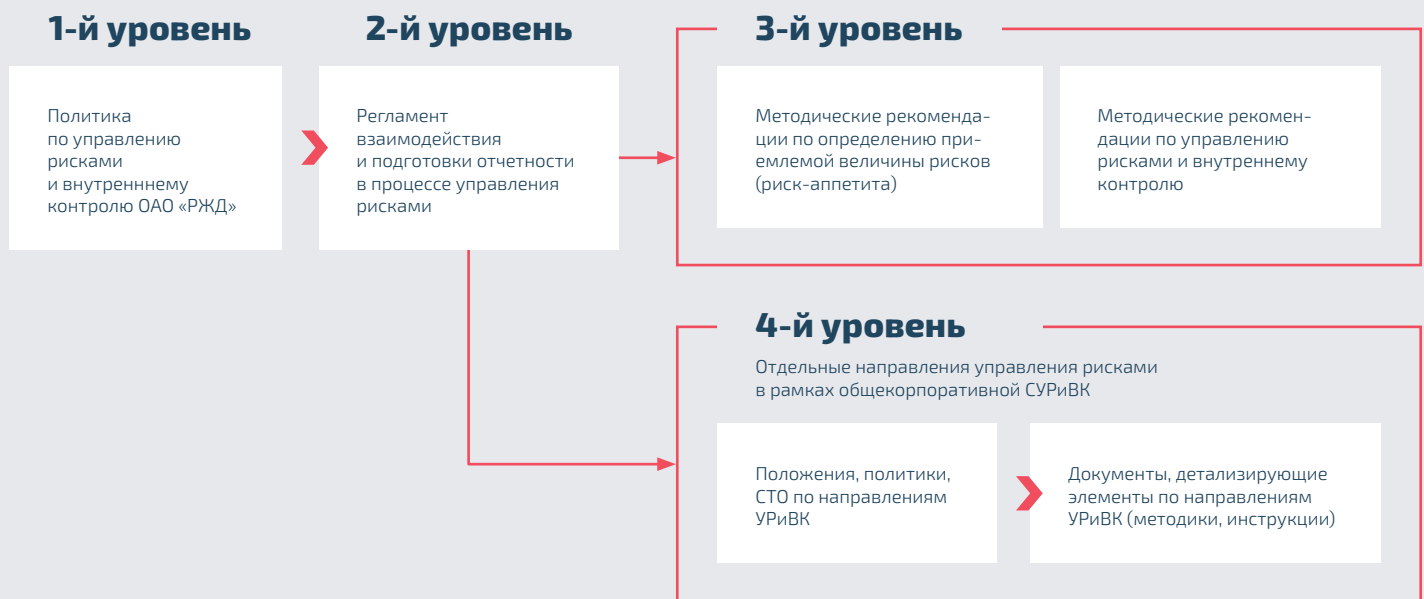 1-й уровень
Политика
по управлению
рисками
и внутренннему
контролю ОАО «РЖД»
2-й уровень
Регламент
взаимодействия
и подготовки отчетности
в процессе управления
рисками
3-й уровень
Методические рекоменда-
ции по определению при-
емлемой величины рисков
(риск-аппетита)
Методические рекомен-
дации по управлению
рисками и внутреннему
контролю
4-й уровень
Отдельные направления управления рисками
в рамках общекорпоративной СУРиВК
Положения, политики,
СТО по направлениям
УРиВК
Документы, детализирующие
элементы по направлениям
УРиВК (методики, инструкции)